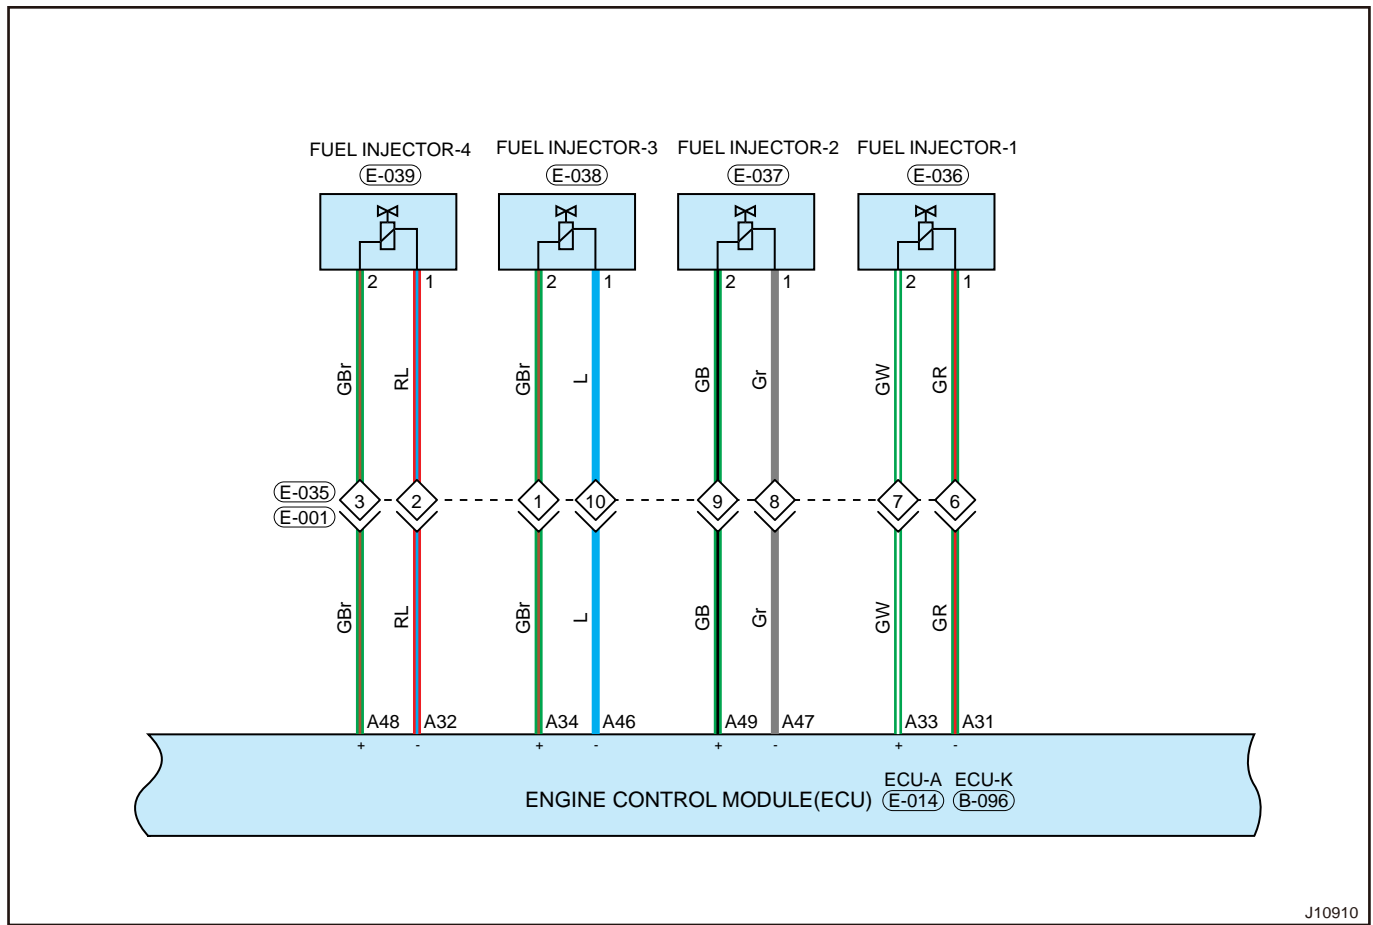 FUEL INJECTOR-4 FUEL INJECTOR-3 FUEL INJECTOR-2 FUEL INJECTOR-1
E-039 E-038 E-037 E-036
2 1 2 1 2 1 2 1
GBr RL GBr L GB Gr GW GR
E-035
3 2 1 10 9 8 7 6
E-001
GBr RL GBr L GB Gr GW GR
A48 A32 A34 A46 A49 A47 A33 A31
+ - + - + - + -
ECU-A ECU-K
ENGINE CONTROL MODULE(ECU) E-014 B-096
J10910